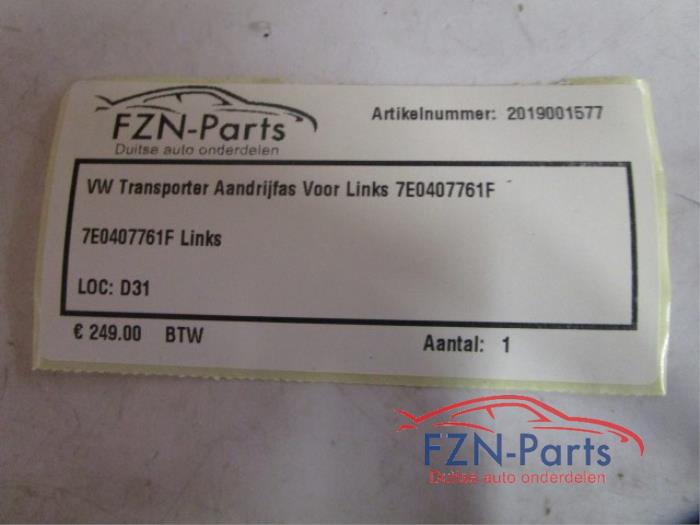 FZN-Parts
Duitse auto onderdelen
Artikelnummer: 2019001577
VW Transporter Aandrijfas Voor Links 7E0407761F
7E0407761F Links
LOC: D31
€ 249.00 BTW
Aantal: 1
FZN-Parts
Duitse auto onderdelen